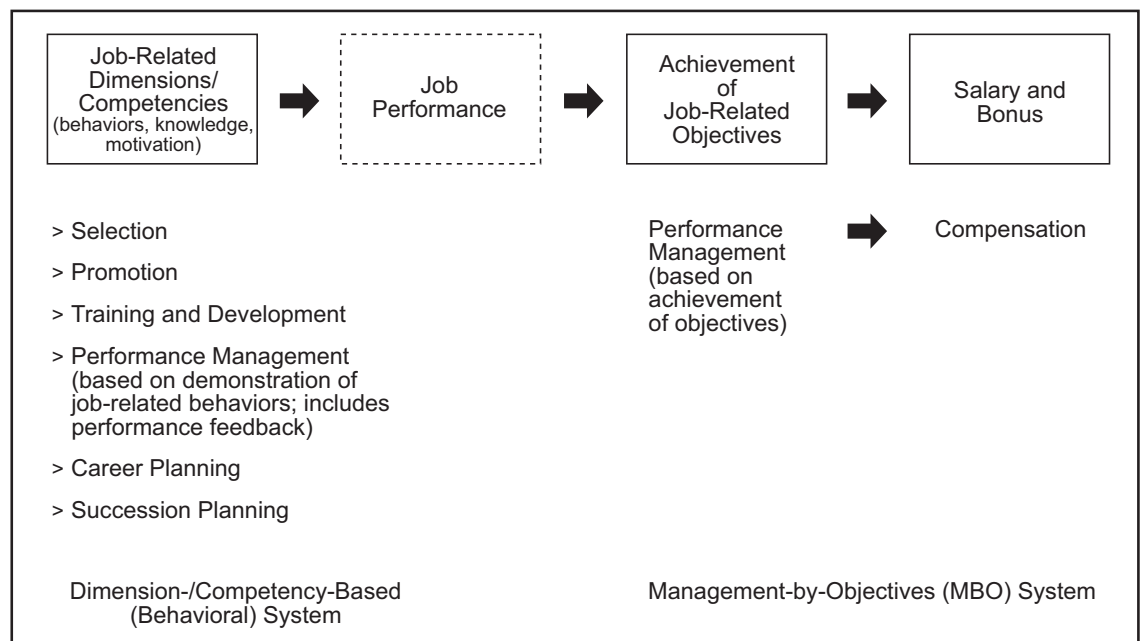 Job-Related
Dimensions/
Competencies
(behaviors, knowledge,
motivation)
Job
Performance
Achievement
of
Job-Related
Objectives
Salary and
Bonus
> Selection
> Promotion
> Training and Development
> Performance Management
(based on demonstration of
job-related behaviors; includes
performance feedback)
> Career Planning
> Succession Planning
Performance
Management
(based on
achievement
of objectives)
Compensation
Dimension-/Competency-Based
(Behavioral) System
Management-by-Objectives (MBO) System